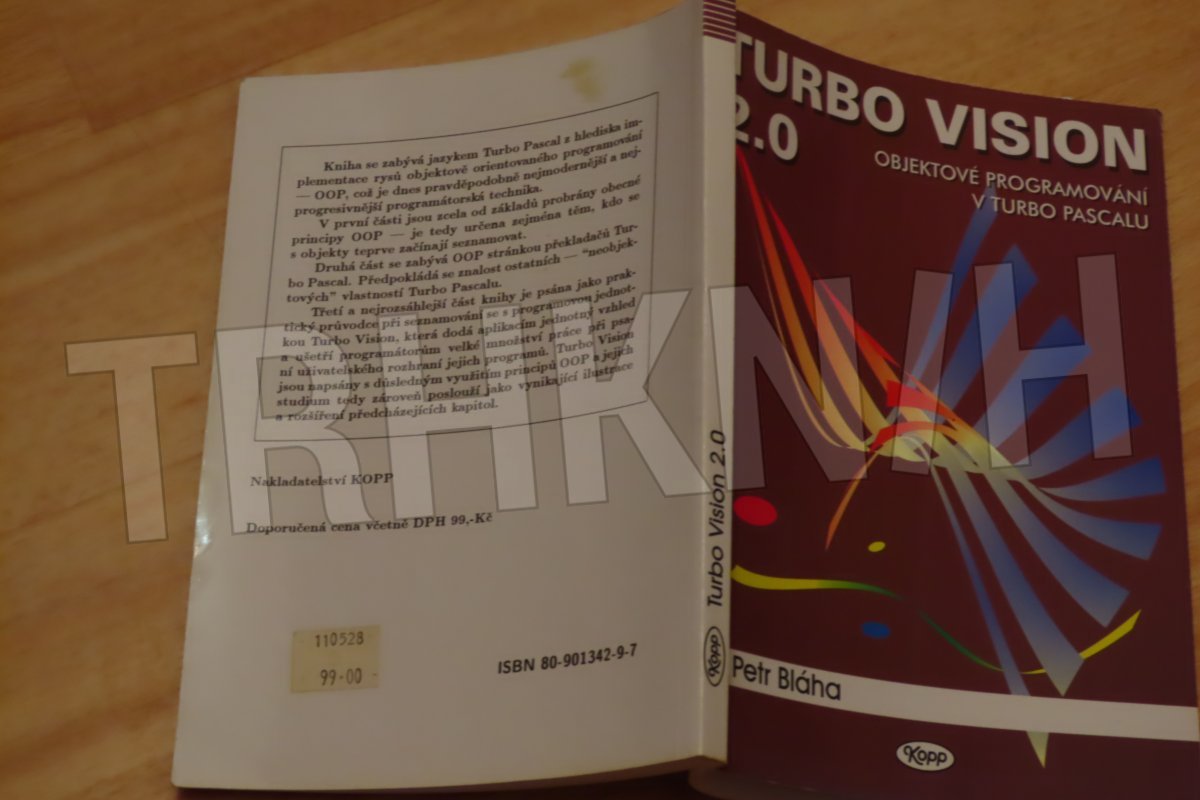 Kniha se zabývá jazykem Turbo Pascal z hlediska im-
plementace rysů objektově orientovaného programování
— OOP, což je dnes pravděpodobně nejmodernější a nej-
progresivnější programátorská technika.
V první části jsou zcela od základů probrány obecné
principy OOP — je tedy určena zejména těm, kdo se
s objekty teprve začínají seznamovat.
Druhá část se zabývá OOP stránkou překladačů Tur-
bo Pascal. Předpokládá se znalost ostatních — "neobjek-
tových" vlastností Turbo Pascalu.
Třetí a nejrozsáhlejší část knihy je psána jako prak-
tický průvodce při seznamování se s programovou jednot-
kou Turbo Vision, která dodá aplikacím jednotný vzhled
a ušetří programátorům velké množství práce při psa-
ní uživatelského rozhraní jejich programů. Turbo Vision
jsou napsány s důsledným využitím principů OOP a jejich
studium tedy zároveň poslouží jako vynikající ilustrace
a rozšíření předcházejících kapitol.
Nakladatelství KOPP
Doporučená cena včetně DPH 99,-Kč
110528
99-00
ISBN 80-901342-9-7
Turbo Vision 2.0
Kopp
TURBO VISION
2.0
OBJEKTOVÉ PROGRAMOVÁNÍ
V TURBO PASCALU
Petr Bláha
Kopp
TRHKNIH